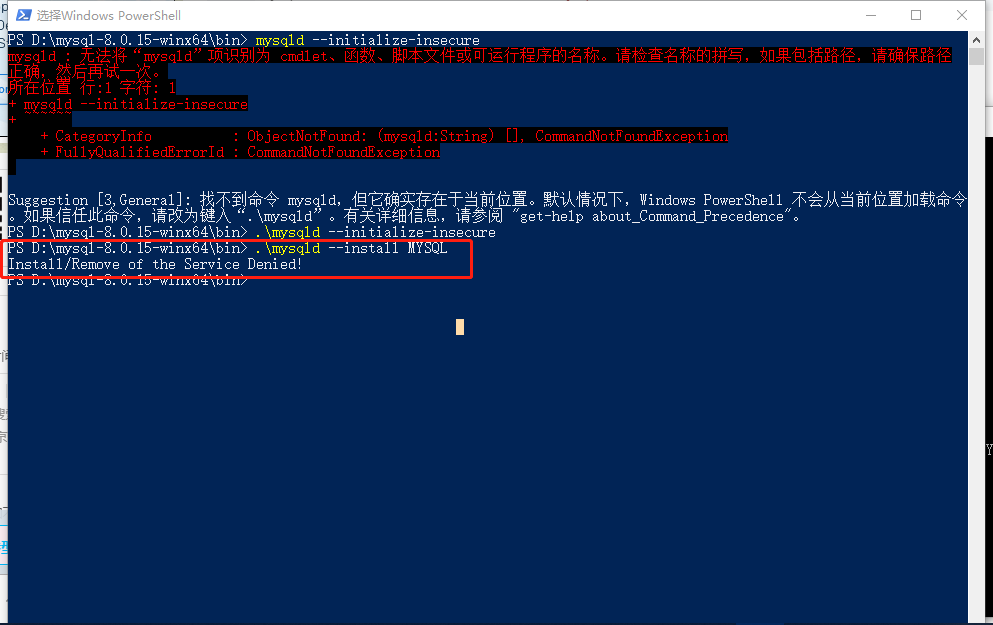 选择Windows PowerShell
PS D:\mysql-8.0.15-winx64\bin> mysqld --initialize-insecure
mysqld : 无法将“mysqld”项识别为 cmdlet、函数、脚本文件或可运行程序的名称。请检查名称的拼写，如果包括路径，请确保路径
正确，然后再试一次。
所在位置 行:1 字符: 1
+ mysqld --initialize-insecure
+ ~~~~~~
+ CategoryInfo : ObjectNotFound: (mysqld:String) [], CommandNotFoundException
+ FullyQualifiedErrorId : CommandNotFoundException
Suggestion [3,General]: 找不到命令 mysqld，但它确实存在于当前位置。默认情况下，Windows PowerShell 不会从当前位置加载命令
。如果信任此命令，请改为键入“.\mysqld”。有关详细信息，请参阅 "get-help about_Command_Precedence"。
PS D:\mysql-8.0.15-winx64\bin> .\mysqld --initialize-insecure
PS D:\mysql-8.0.15-winx64\bin> .\mysqld --install MYSQL
Install/Remove of the Service Denied!
PS D:\mysql-8.0.15-winx64\bin>